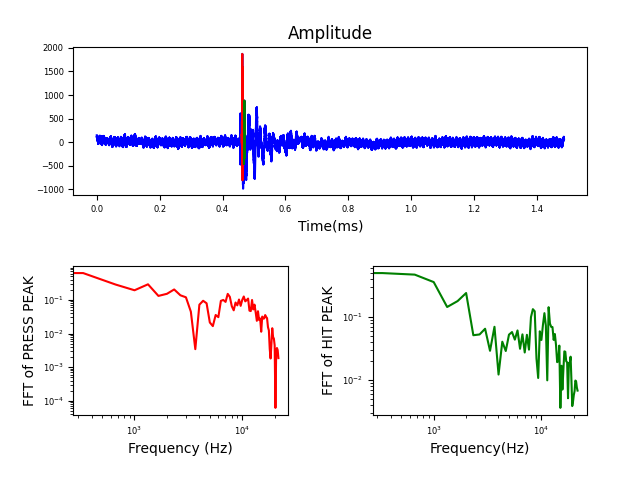 Amplitude
2000
1500
1000
500
0
−500
−1000
0.0 0.2 0.4 0.6 0.8 1.0 1.2 1.4
Time(ms)
FFT of PRESS PEAK
10⁻¹
10⁻²
10⁻³
10⁻⁴
10³ 10⁴
Frequency (Hz)
FFT of HIT PEAK
10⁻¹
10⁻²
10³ 10⁴
Frequency(Hz)